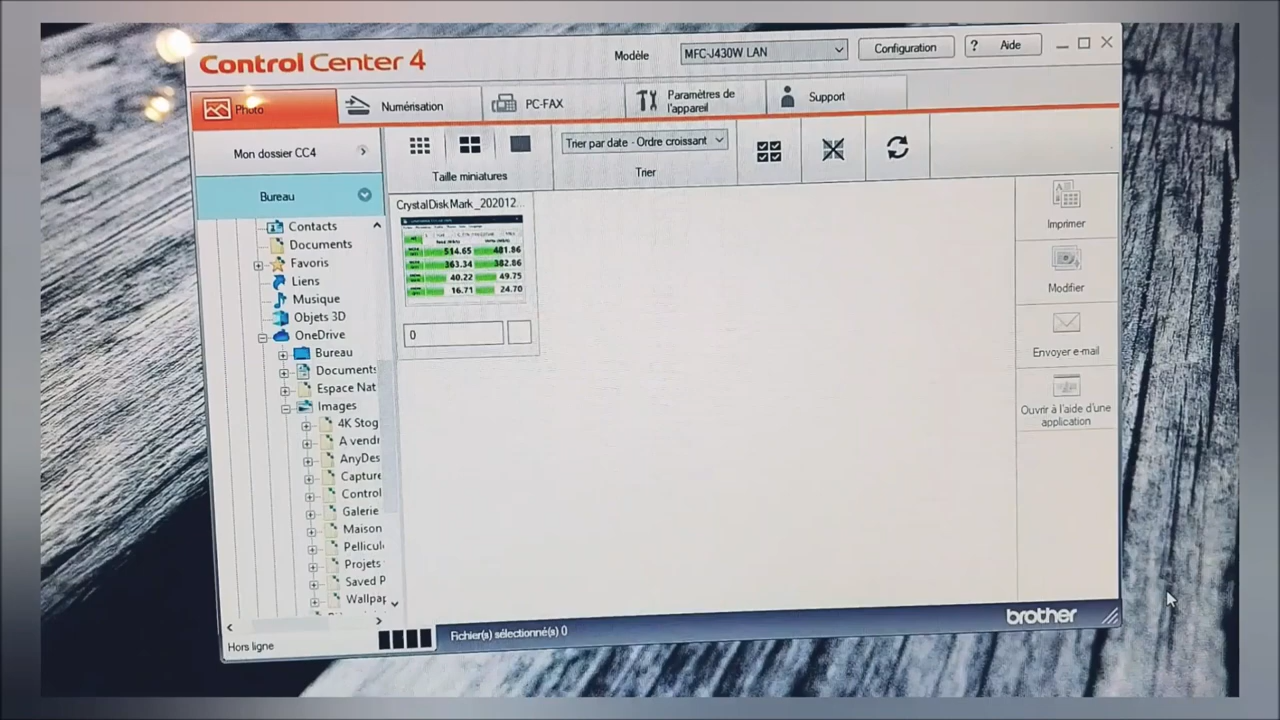 ControlCenter 4
Modèle
MFC-J430W LAN
Configuration
? Aide
Photo
Numérisation
PC-FAX
Paramètres de
l'appareil
Support
Mon dossier CC4
Taille miniatures
Trier par date - Ordre croissant
Trier
Bureau
Contacts
Documents
Favoris
Liens
Musique
Objets 3D
OneDrive
Bureau
Documents
Espace Nat
Images
4K Stog
A vendr
AnyDes
Capture
Control
Galerie
Maison
Pellicul
Projets
Saved P
Wallpap
Hors ligne
CrystalDiskMark_202012...
514.65 481.86
363.34 382.86
40.22 49.75
16.71 24.70
0
Imprimer
Modifier
Envoyer e-mail
Ouvrir à l'aide d'une
application
Fichier(s) sélectionné(s) 0
brother